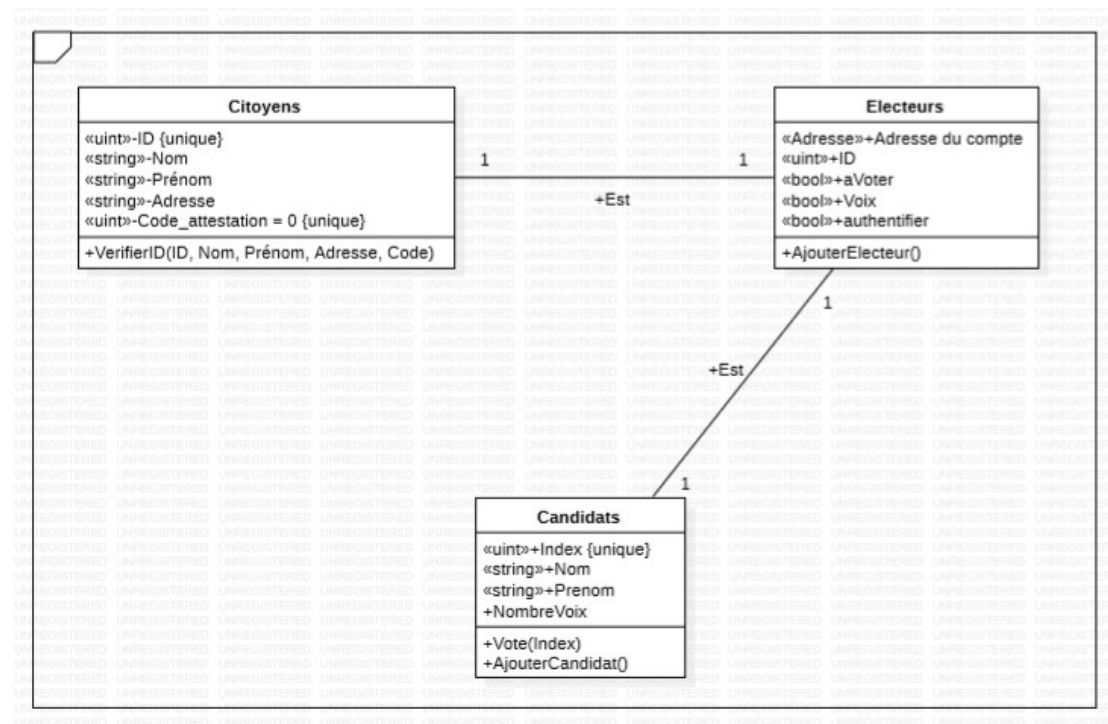 Citoyens
«uint»-ID {unique}
«string»-Nom
«string»-Prénom
«string»-Adresse
«uint»-Code_attestation = 0 {unique}
+VerifierID(ID, Nom, Prénom, Adresse, Code)
1
+Est
1
Electeurs
«Adresse»+Adresse du compte
«uint»+ID
«bool»+aVoter
«bool»+Voix
«bool»+authentifier
+AjouterElecteur()
1
+Est
1
Candidats
«uint»+Index {unique}
«string»+Nom
«string»+Prenom
+NombreVoix
+Vote(Index)
+AjouterCandidat()
UNREGISTERED